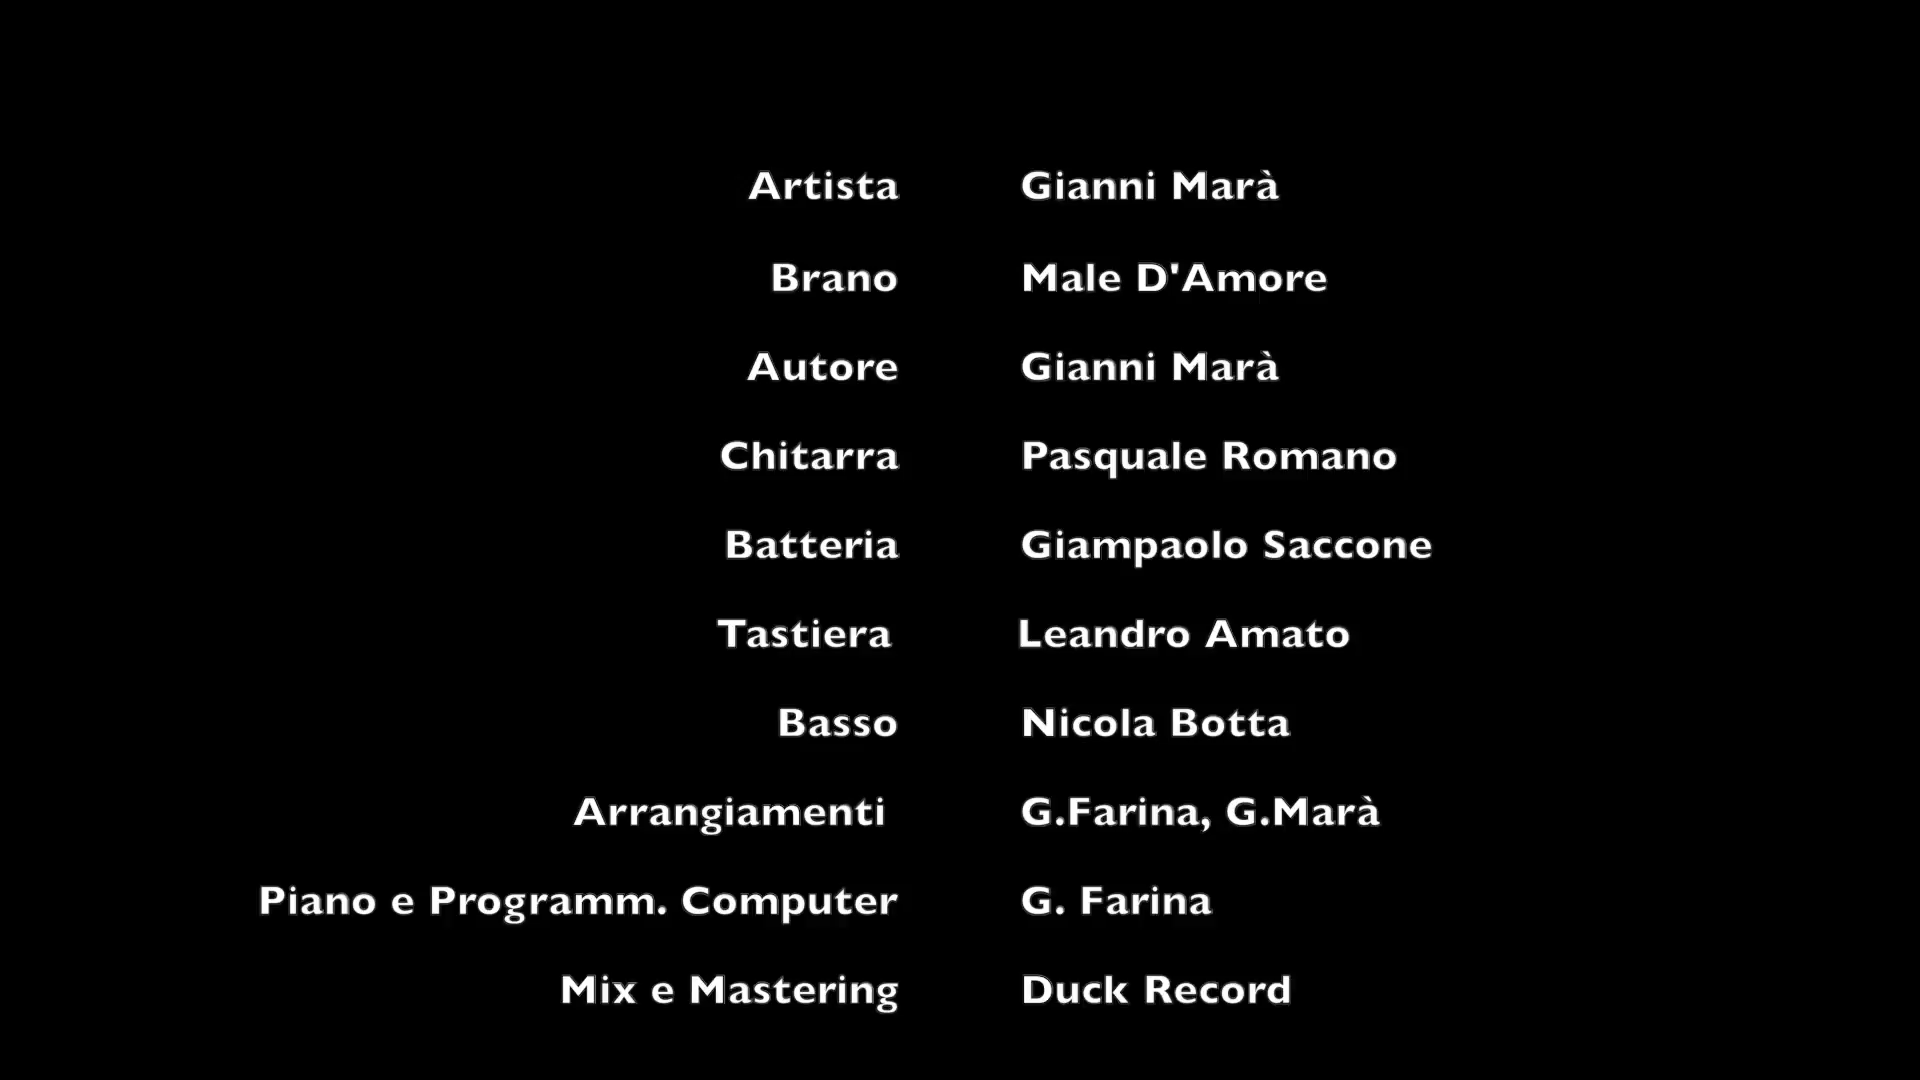 Artista Gianni Marà
Brano Male D'Amore
Autore Gianni Marà
Chitarra Pasquale Romano
Batteria Giampaolo Saccone
Tastiera Leandro Amato
Basso Nicola Botta
Arrangiamenti G.Farina, G.Marà
Piano e Programm. Computer G. Farina
Mix e Mastering Duck Record